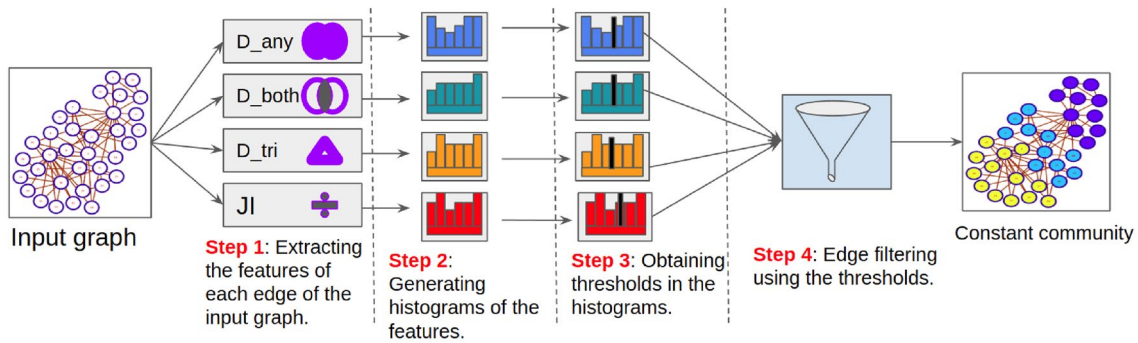 D_any
D_both
D_tri
JI
Input graph
Step 1: Extracting
the features of
each edge of the
input graph.
Step 2:
Generating
histograms of the
features.
Step 3: Obtaining
thresholds in the
histograms.
Step 4: Edge filtering
using the thresholds.
Constant community